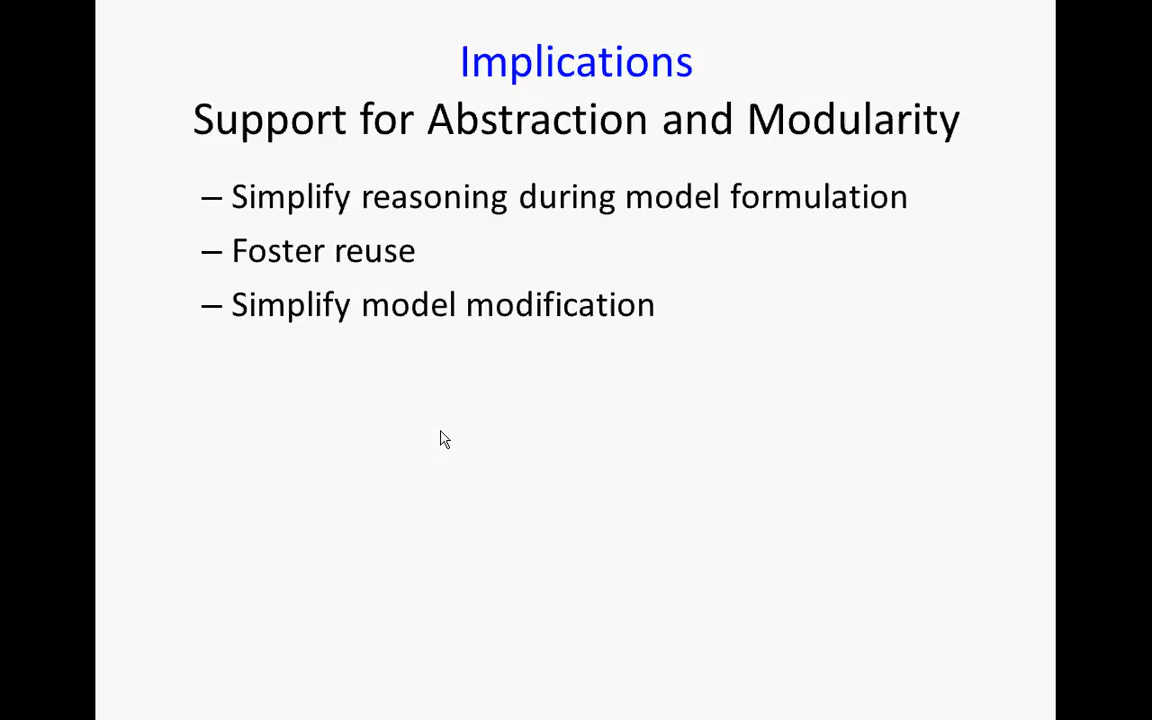 Implications
Support for Abstraction and Modularity
– Simplify reasoning during model formulation
– Foster reuse
– Simplify model modification